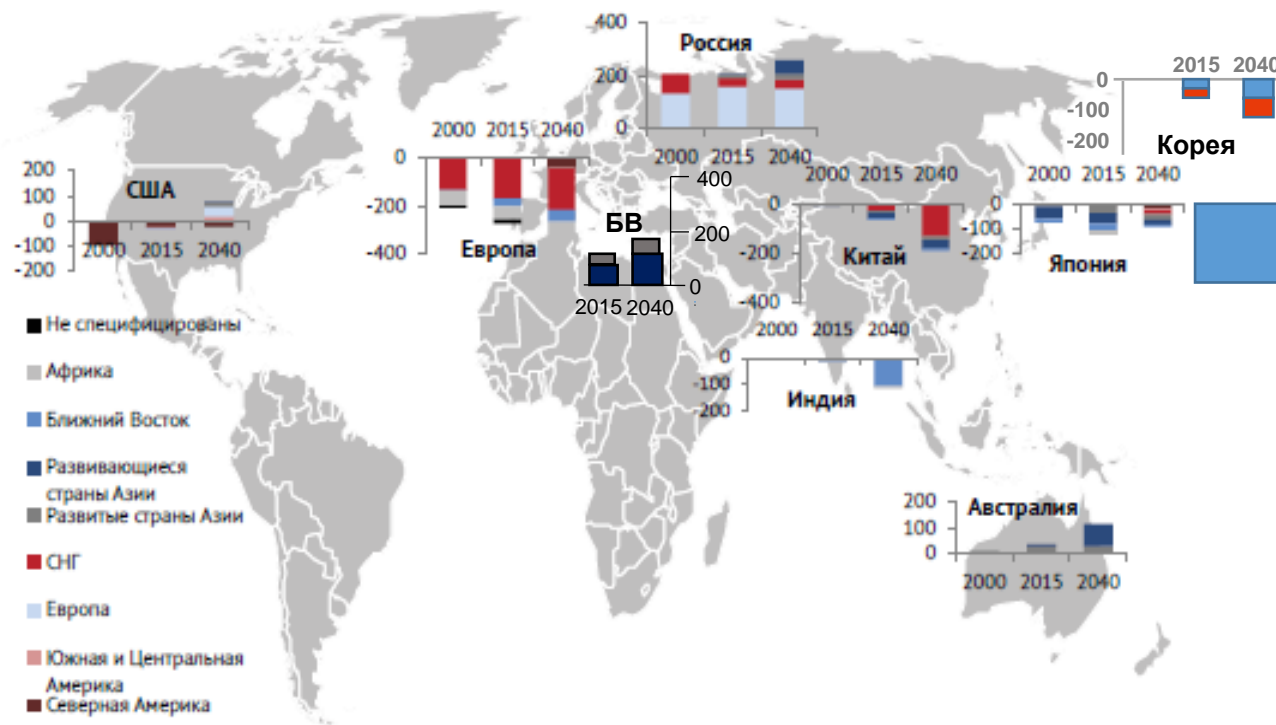 400
Россия
200
0
2000 2015 2040
2015 2040
0
-100
-200
Корея
200
100
0
-100
-200
США
2000 2015 2040
2000 2015 2040
0
-200
-400
Европа
БВ
400
200
0
2015 2040
2000 2015 2040
0
-200
-400
Китай
2000 2015 2040
0
-100
-200
Япония
2000 2015 2040
0
-100
-200
Индия
200
100
0
Австралия
2000 2015 2040
Не специфицированы
Африка
Ближний Восток
Развивающиеся
страны Азии
Развитые страны Азии
СНГ
Европа
Южная и Центральная
Америка
Северная Америка